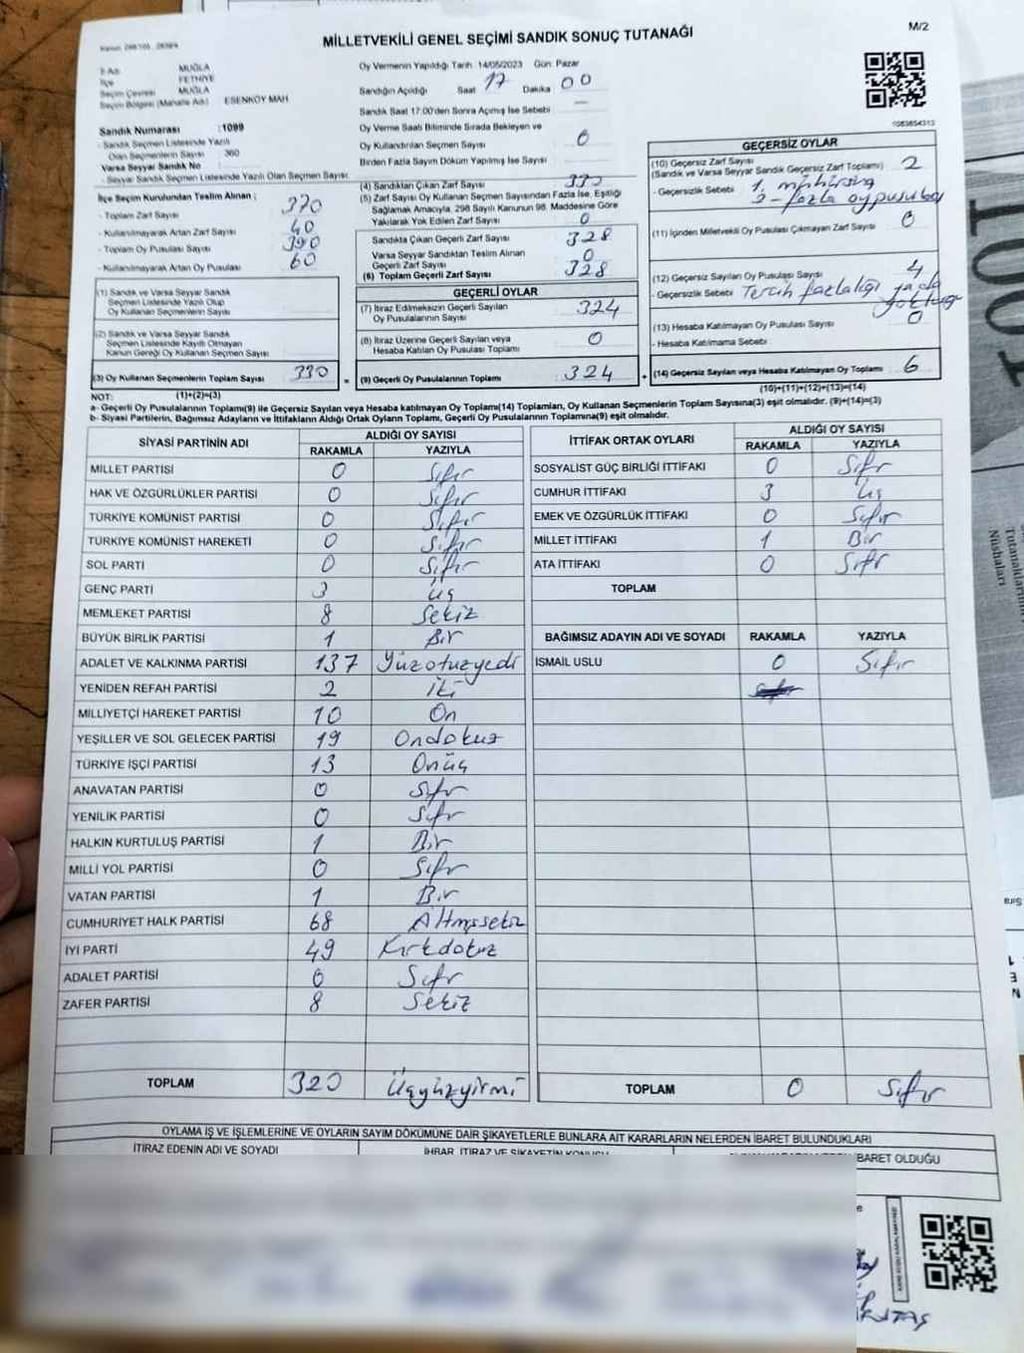 M/2
MİLLETVEKİLİ GENEL SEÇİMİ SANDIK SONUÇ TUTANAĞI
İl Adı MUĞLA
İlçe FETHİYE
Seçim Çevresi MUĞLA
Seçim Bölgesi (Mahalle Adı) ESENKÖY MAH
Oy Vermenin Yapıldığı Tarih 14/05/2023 Gün: Pazar
Sandığın Açıldığı Saat 17 Dakika 00
Sandık Saat 17:00'den Sonra Açımış İse Sebebi —
Oy Verme Saati Bitiminde Sırada Bekleyen ve
Oy Kullandırılan Seçmen Sayısı 0
Birden Fazla Sayım Döküm Yapılmış İse Sayısı
Sandık Numarası : 1099
- Sandık Seçmen Listesinde Yazılı
Olan Seçmenlerin Sayısı : 360
Varsa Seyyar Sandık No :
- Seyyar Sandık Seçmen Listesinde Yazılı Olan Seçmen Sayısı:
İlçe Seçim Kurulundan Teslim Alınan :
- Toplam Zarf Sayısı 370
- Kullanılmayarak Artan Zarf Sayısı 40
- Toplam Oy Pusulası Sayısı 390
- Kullanılmayarak Artan Oy Pusulası 60
(1) Sandık ve Varsa Seyyar Sandık
Seçmen Listesinde Yazılı Olup
Oy Kullanan Seçmenlerin Sayısı
(2) Sandık ve Varsa Seyyar Sandık
Seçmen Listesinde Kayıtlı Olmayan
Kanun Gereği Oy Kullanan Seçmen Sayısı
(3) Oy Kullanan Seçmenlerin Toplam Sayısı 330
(1)+(2)=(3)
(4) Sandıktan Çıkan Zarf Sayısı 330
(5) Zarf Sayısı Oy Kullanan Seçmen Sayısından Fazla İse, Eşitliği
Sağlamak Amacıyla, 298 Sayılı Kanunun 98. Maddesine Göre
Yakılarak Yok Edilen Zarf Sayısı 0
Sandıkta Çıkan Geçerli Zarf Sayısı 328
Varsa Seyyar Sandıktan Teslim Alınan
Geçerli Zarf Sayısı 0
(6) Toplam Geçerli Zarf Sayısı 328
GEÇERLİ OYLAR
(7) İtiraz Edilmeksizin Geçerli Sayılan
Oy Pusulalarının Sayısı 324
(8) İtiraz Üzerine Geçerli Sayılan veya
Hesaba Katılan Oy Pusulası Toplamı 0
= (9) Geçerli Oy Pusulalarının Toplamı 324
1083854313
GEÇERSİZ OYLAR
(10) Geçersiz Zarf Sayısı
(Sandık ve Varsa Seyyar Sandık Geçersiz Zarf Toplamı) 2
- Geçersizlik Sebebi 1. mühürsüz
2 - fazla oypusulası
(11) İçinden Milletvekili Oy Pusulası Çıkmayan Zarf Sayısı 0
(12) Geçersiz Sayılan Oy Pusulası Sayısı 4
- Geçersizlik Sebebi Tercih fazlalığı ya da
yokluğu
(13) Hesaba Katılmayan Oy Pusulası Sayısı 0
- Hesaba Katılmama Sebebi
+ (14) Geçersiz Sayılan veya Hesaba Katılmayan Oy Toplamı 6
(10)+(11)+(12)+(13)=(14)
NOT:
a- Geçerli Oy Pusulalarının Toplamı(9) ile Geçersiz Sayılan veya Hesaba katılmayan Oy Toplamı(14) Toplamları, Oy Kullanan Seçmenlerin Toplam Sayısına(3) eşit olmalıdır. (9)+(14)=(3)
b- Siyasi Partilerin, Bağımsız Adayların ve İttifakların Aldığı Ortak Oyların Toplamı, Geçerli Oy Pusulalarının Toplamına(9) eşit olmalıdır.
SİYASİ PARTİNİN ADI ALDIĞI OY SAYISI
RAKAMLA YAZIYLA
MİLLET PARTİSİ 0 Sıfır
HAK VE ÖZGÜRLÜKLER PARTİSİ 0 Sıfır
TÜRKİYE KOMÜNİST PARTİSİ 0 Sıfır
TÜRKİYE KOMÜNİST HAREKETİ 0 Sıfır
SOL PARTİ 0 Sıfır
GENÇ PARTİ 3 Üç
MEMLEKET PARTİSİ 8 Sekiz
BÜYÜK BİRLİK PARTİSİ 1 Bir
ADALET VE KALKINMA PARTİSİ 137 Yüzotuzyedi
YENİDEN REFAH PARTİSİ 2 İki
MİLLİYETÇİ HAREKET PARTİSİ 10 On
YEŞİLLER VE SOL GELECEK PARTİSİ 19 Ondokuz
TÜRKİYE İŞÇİ PARTİSİ 13 Onüç
ANAVATAN PARTİSİ 0 Sıfır
YENİLİK PARTİSİ 0 Sıfır
HALKIN KURTULUŞ PARTİSİ 1 Bir
MİLLİ YOL PARTİSİ 0 Sıfır
VATAN PARTİSİ 1 Bir
CUMHURİYET HALK PARTİSİ 68 Altmışsekiz
İYİ PARTİ 49 Kırkdokuz
ADALET PARTİSİ 0 Sıfır
ZAFER PARTİSİ 8 Sekiz
TOPLAM 320 Üçyüzyirmi
İTTİFAK ORTAK OYLARI ALDIĞI OY SAYISI
RAKAMLA YAZIYLA
SOSYALİST GÜÇ BİRLİĞİ İTTİFAKI 0 Sıfır
CUMHUR İTTİFAKI 3 Üç
EMEK VE ÖZGÜRLÜK İTTİFAKI 0 Sıfır
MİLLET İTTİFAKI 1 Bir
ATA İTTİFAKI 0 Sıfır
TOPLAM
BAĞIMSIZ ADAYIN ADI VE SOYADI RAKAMLA YAZIYLA
İSMAİL USLU 0 Sıfır
TOPLAM 0 Sıfır
OYLAMA İŞ VE İŞLEMLERİNE VE OYLARIN SAYIM DÖKÜMÜNE DAİR ŞİKAYETLERLE BUNLARA AİT KARARLARIN NELERDEN İBARET BULUNDUKLARI
İTİRAZ EDENİN ADI VE SOYADI
İHBAR, İTİRAZ VE ŞİKAYETİN KONUSU
BARET OLDUĞU
1001
Tutanaklarının
Nüshaları